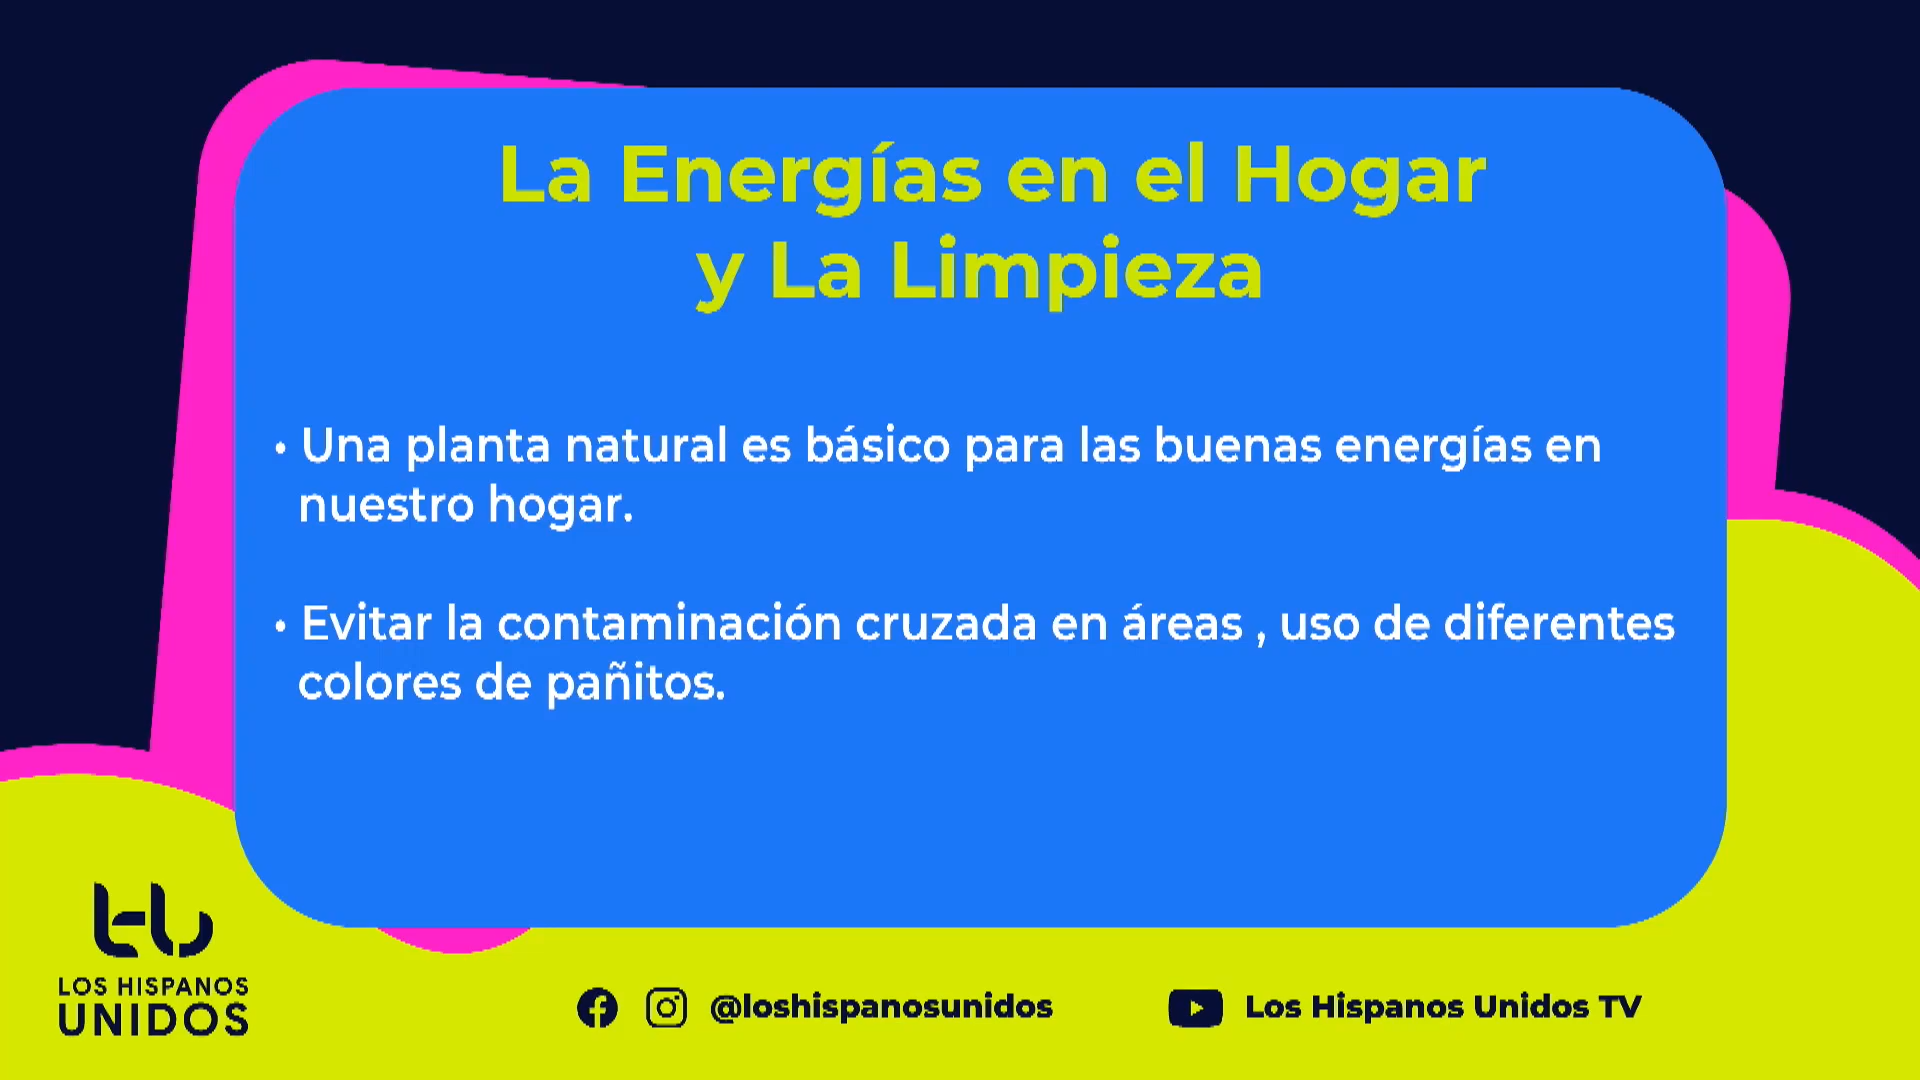 La Energías en el Hogar
y La Limpieza
• Una planta natural es básico para las buenas energías en
nuestro hogar.
• Evitar la contaminación cruzada en áreas , uso de diferentes
colores de pañitos.
LOS HISPANOS
UNIDOS
@loshispanosunidos
Los Hispanos Unidos TV